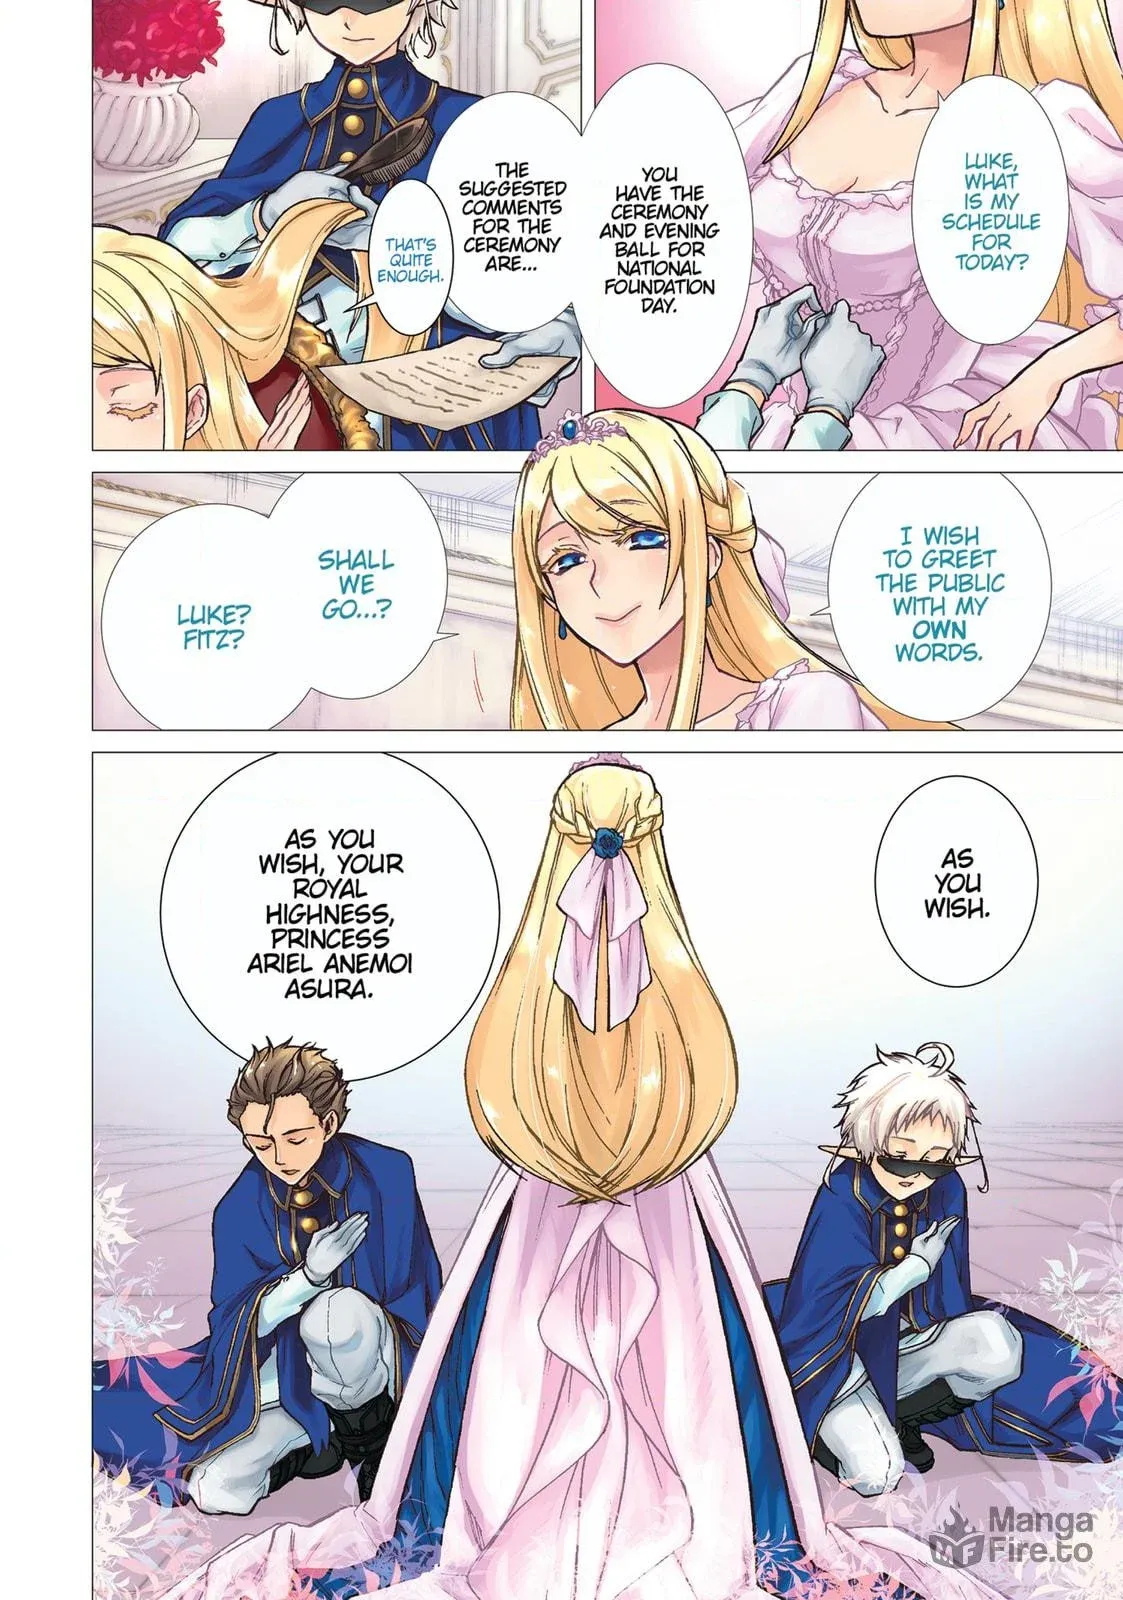 LUKE,
WHAT
IS MY
SCHEDULE
FOR
TODAY?
YOU
HAVE THE
CEREMONY
AND EVENING
BALL FOR
NATIONAL
FOUNDATION
DAY.
THE
SUGGESTED
COMMENTS
FOR THE
CEREMONY
ARE...
THAT'S
QUITE
ENOUGH.
I WISH
TO GREET
THE PUBLIC
WITH MY
OWN
WORDS.
SHALL
WE
GO...?
LUKE?
FITZ?
AS
YOU
WISH.
AS YOU
WISH, YOUR
ROYAL
HIGHNESS,
PRINCESS
ARIEL ANEMOI
ASURA.
Manga
Fire.to
MF